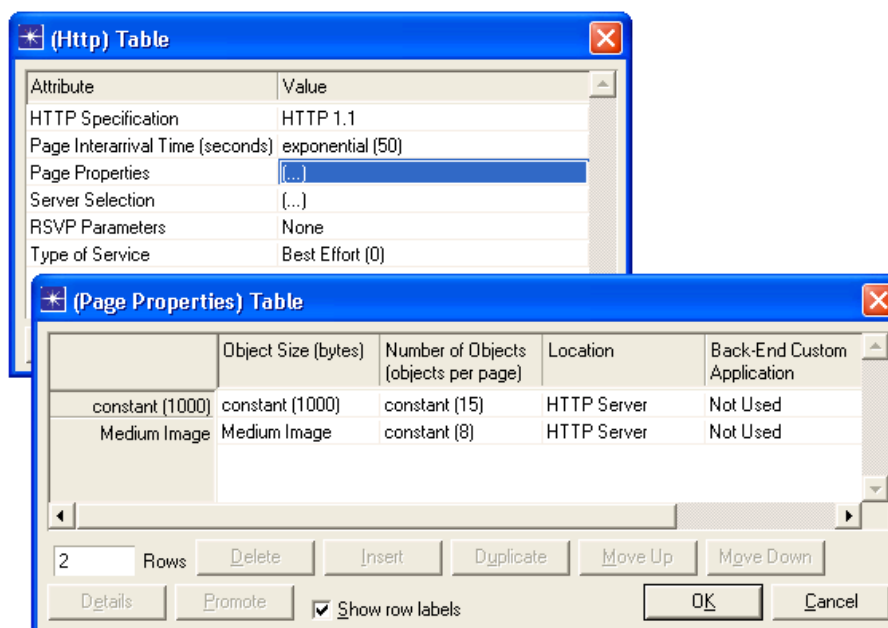 (Http) Table
Attribute Value
HTTP Specification HTTP 1.1
Page Interarrival Time (seconds) exponential (50)
Page Properties (...)
Server Selection (...)
RSVP Parameters None
Type of Service Best Effort (0)
(Page Properties) Table
Object Size (bytes) Number of Objects (objects per page) Location Back-End Custom Application
constant (1000) constant (1000) constant (15) HTTP Server Not Used
Medium Image Medium Image constant (8) HTTP Server Not Used
2 Rows Delete Insert Duplicate Move Up Move Down
Details Promote Show row labels OK Cancel